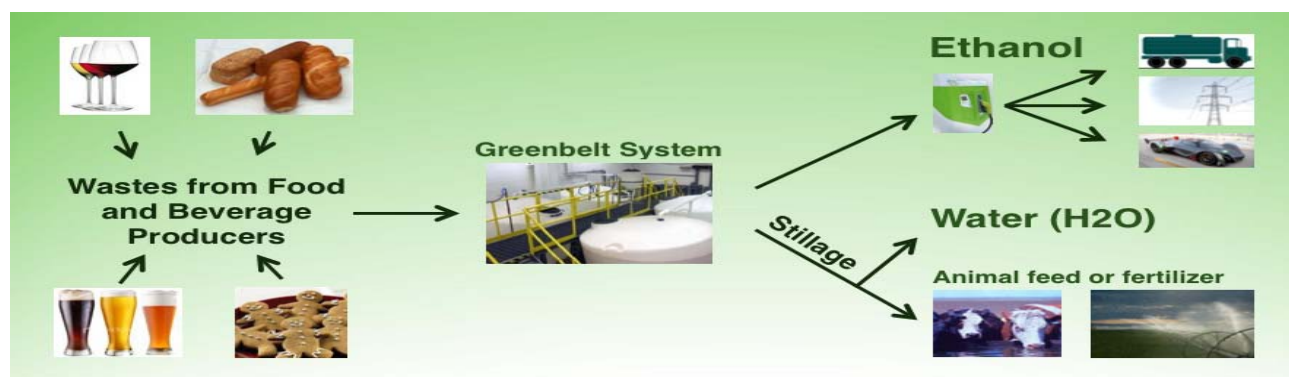 Wastes from Food
and Beverage
Producers
Greenbelt System
Stillage
Ethanol
Water (H2O)
Animal feed or fertilizer